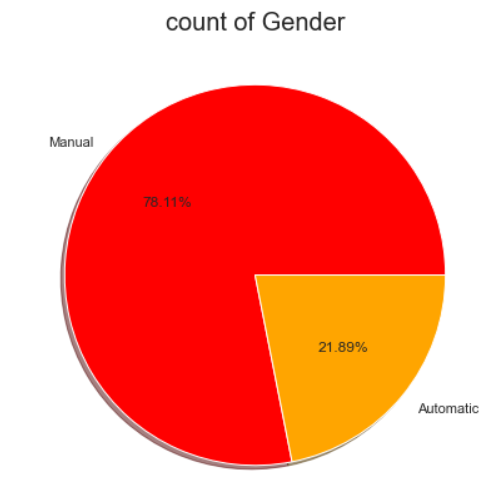 count of Gender
Manual
78.11%
21.89%
Automatic